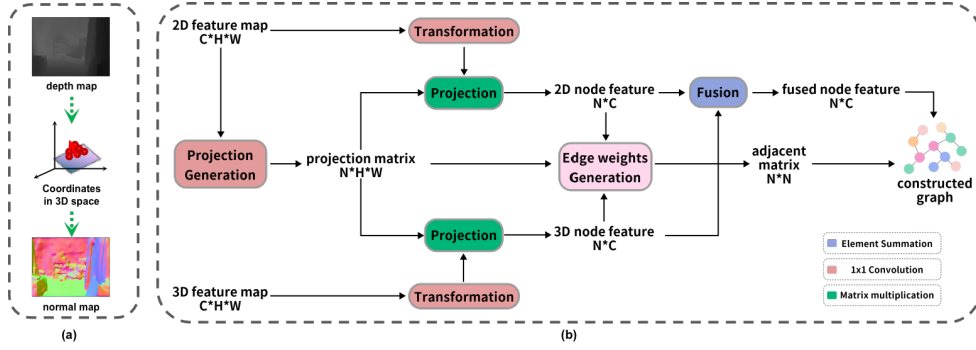 depth map
Coordinates
in 3D space
normal map
(a)
2D feature map
C*H*W
Transformation
Projection
2D node feature
N*C
Fusion
fused node feature
N*C
Projection
Generation
projection matrix
N*H*W
Edge weights
Generation
adjacent
matrix
N*N
constructed
graph
Projection
3D node feature
N*C
3D feature map
C*H*W
Transformation
Element Summation
1x1 Convolution
Matrix multiplication
(b)